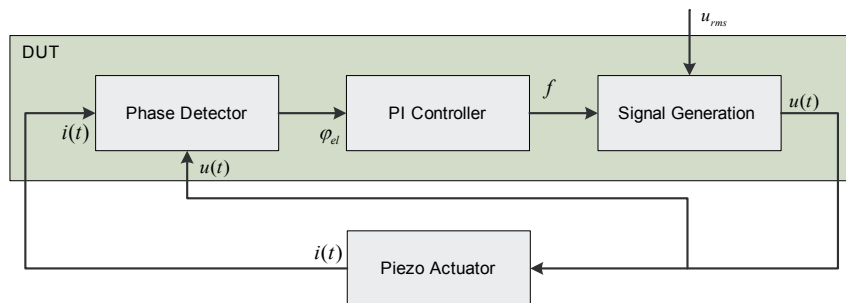 u_rms
DUT
Phase Detector
PI Controller
f
Signal Generation
u(t)
i(t)
φ_el
u(t)
i(t)
Piezo Actuator